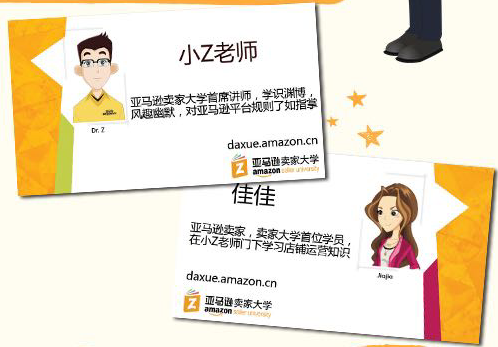 小Z老师
Dr. Z
亚马逊卖家大学首席讲师，学识渊博，
风趣幽默，对亚马逊平台规则了如指掌
daxue.amazon.cn
Z
亚马逊卖家大学
amazon seller university
佳佳
亚马逊卖家，卖家大学首位学员，
在小Z老师门下学习店铺运营知识
Jiajia
daxue.amazon.cn
Z
亚马逊卖家大学
amazon seller university